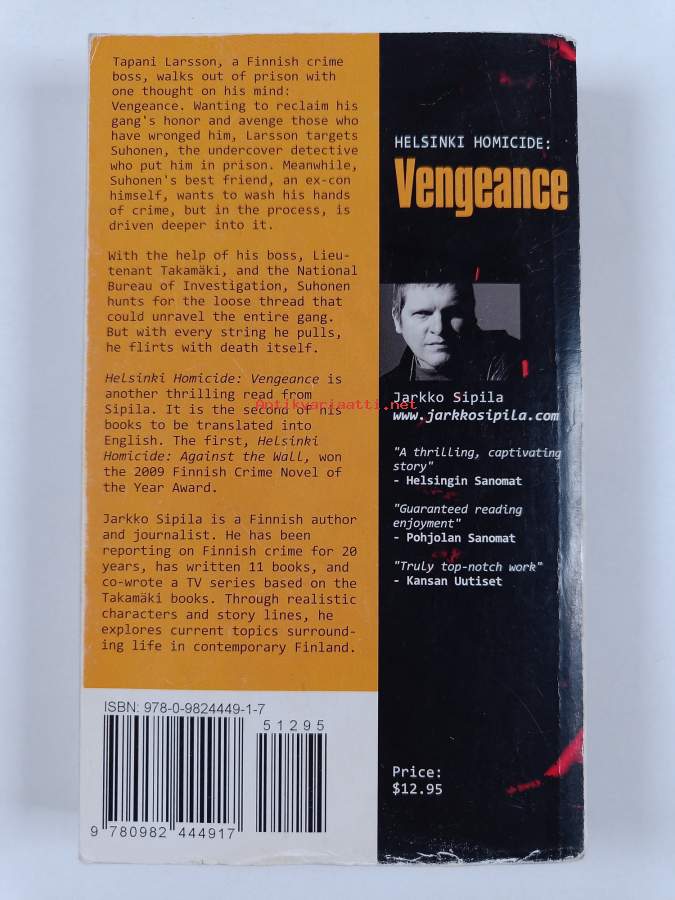 Tapani Larsson, a Finnish crime
boss, walks out of prison with
one thought on his mind:
Vengeance. Wanting to reclaim his
gang's honor and avenge those who
have wronged him, Larsson targets
Suhonen, the undercover detective
who put him in prison. Meanwhile,
Suhonen's best friend, an ex-con
himself, wants to wash his hands
of crime, but in the process, is
driven deeper into it.
With the help of his boss, Lieu-
tenant Takamäki, and the National
Bureau of Investigation, Suhonen
hunts for the loose thread that
could unravel the entire gang.
But with every string he pulls,
he flirts with death itself.
Helsinki Homicide: Vengeance is
another thrilling read from
Sipila. It is the second of his
books to be translated into
English. The first, Helsinki
Homicide: Against the Wall, won
the 2009 Finnish Crime Novel of
the Year Award.
Jarkko Sipila is a Finnish author
and journalist. He has been
reporting on Finnish crime for 20
years, has written 11 books, and
co-wrote a TV series based on the
Takamäki books. Through realistic
characters and story lines, he
explores current topics surround-
ing life in contemporary Finland.
ISBN: 978-0-9824449-1-7
51295
9 780982 444917
HELSINKI HOMICIDE:
Vengeance
Jarkko Sipila
www.jarkkosipila.com
"A thrilling, captivating
story"
- Helsingin Sanomat
"Guaranteed reading
enjoyment"
- Pohjolan Sanomat
"Truly top-notch work"
- Kansan Uutiset
Price:
$12.95
Antikvariaatti.net